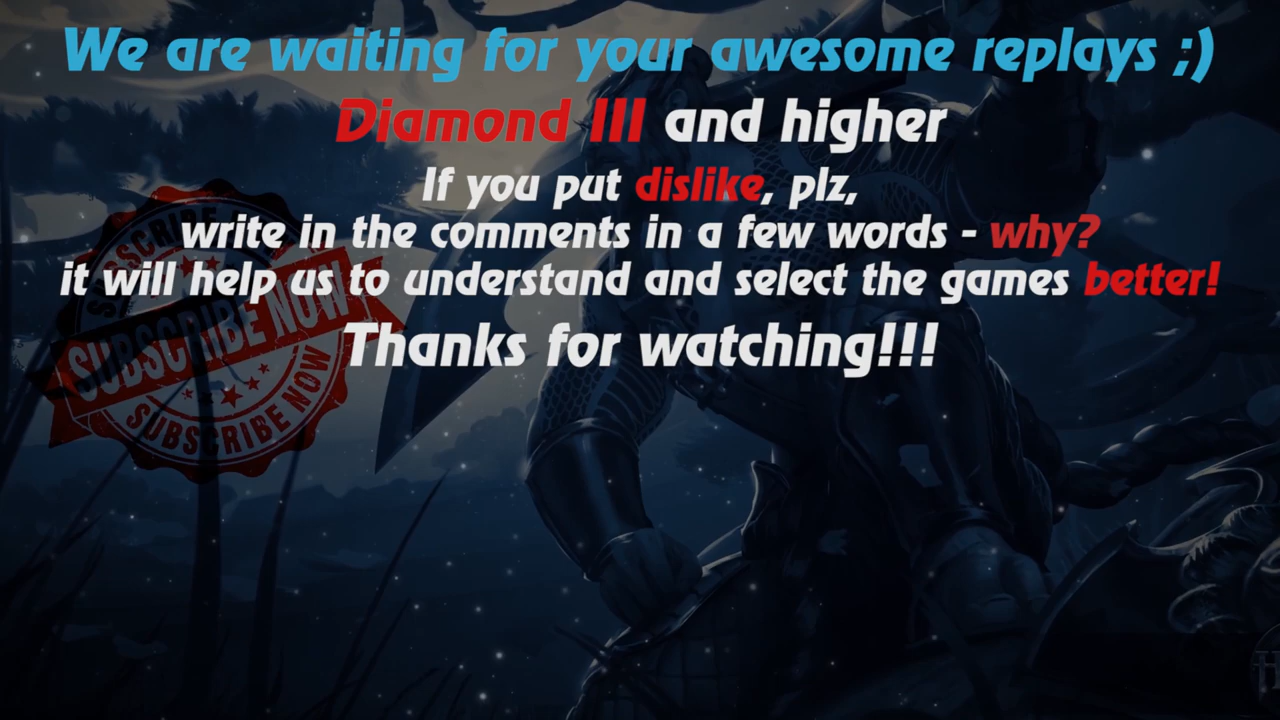 We are waiting for your awesome replays ;)
Diamond III and higher
If you put dislike, plz,
write in the comments in a few words - why?
it will help us to understand and select the games better!
Thanks for watching!!!
SUBSCRIBE NOW
SUBSCRIBE NOW